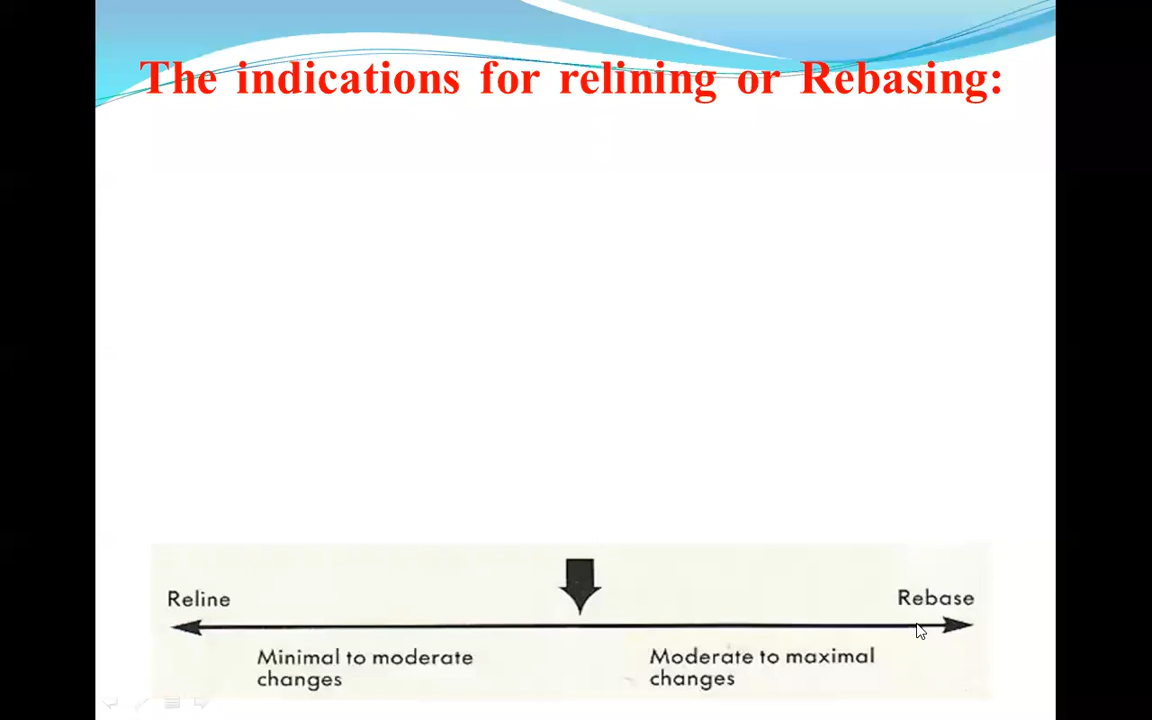 The indications for relining or Rebasing:
Reline
Rebase
Minimal to moderate
changes
Moderate to maximal
changes